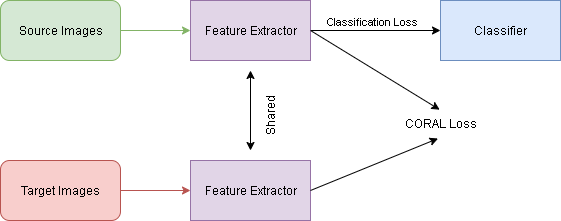 Source Images
Feature Extractor
Classification Loss
Classifier
Shared
CORAL Loss
Target Images
Feature Extractor